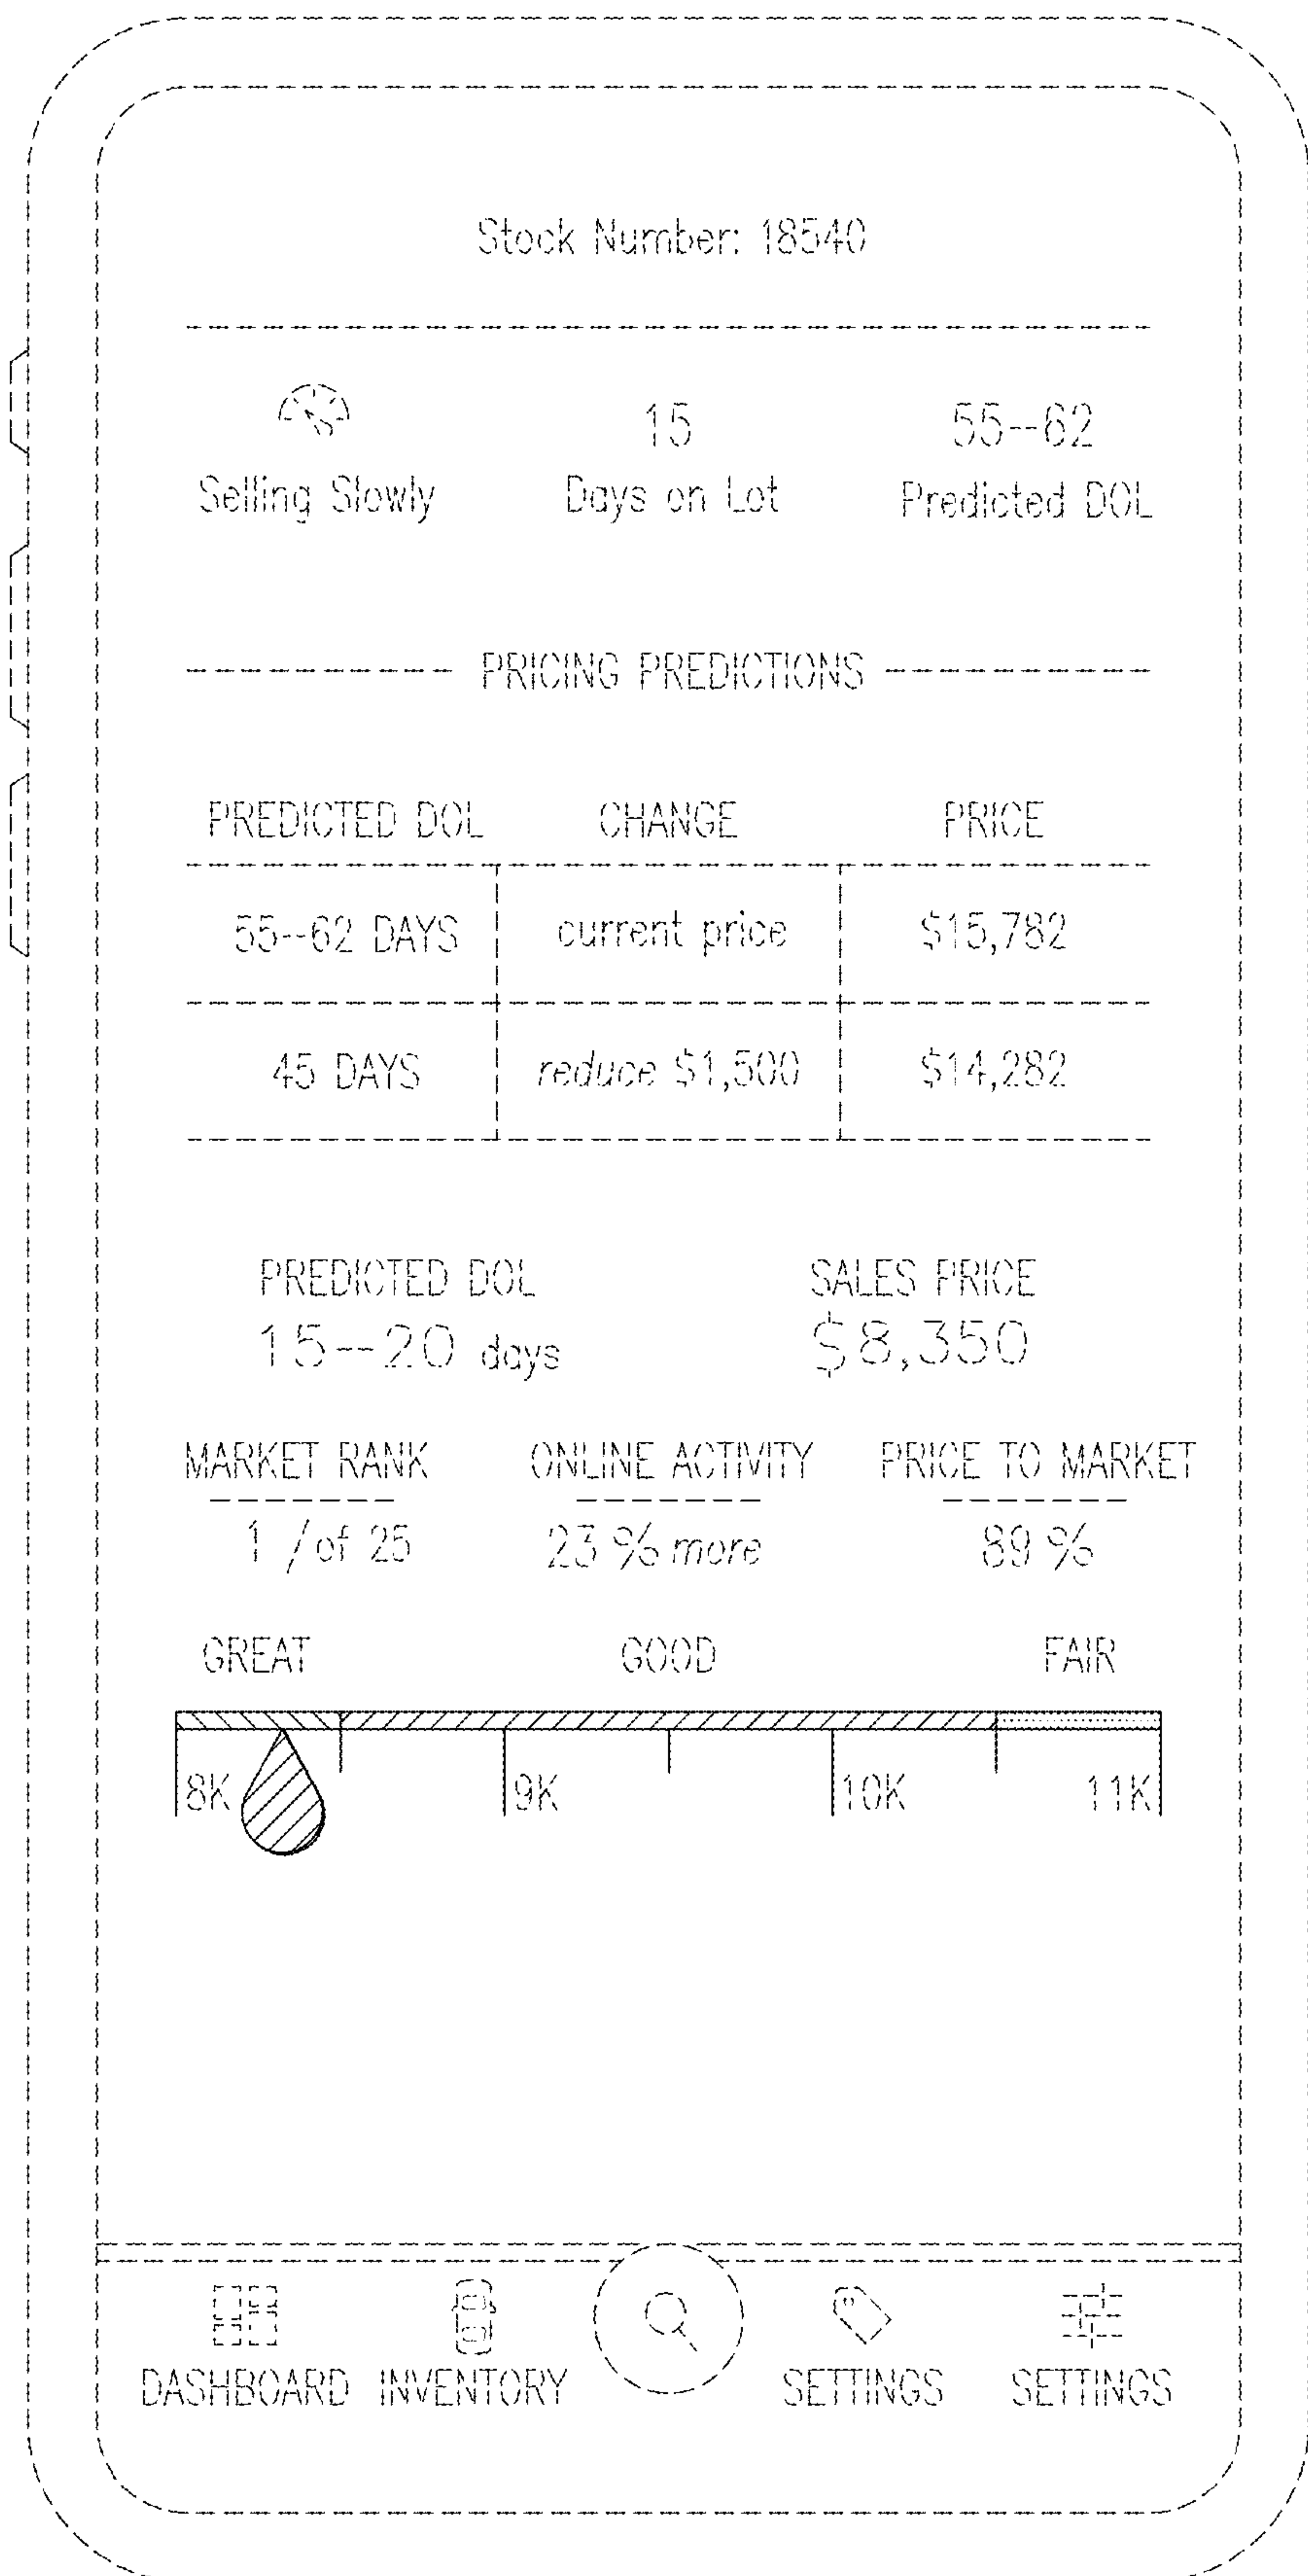 Stock Number: 18540
15 55--62
Selling Slowly Days on Lot Predicted DOL
PRICING PREDICTIONS
PREDICTED DOL CHANGE PRICE
55--62 DAYS current price $15,782
45 DAYS reduce $1,500 $14,282
PREDICTED DOL SALES PRICE
15--20 days $8,350
MARKET RANK ONLINE ACTIVITY PRICE TO MARKET
1 /of 25 23 % more 89 %
GREAT GOOD FAIR
8K 9K 10K 11K
DASHBOARD INVENTORY SETTINGS SETTINGS